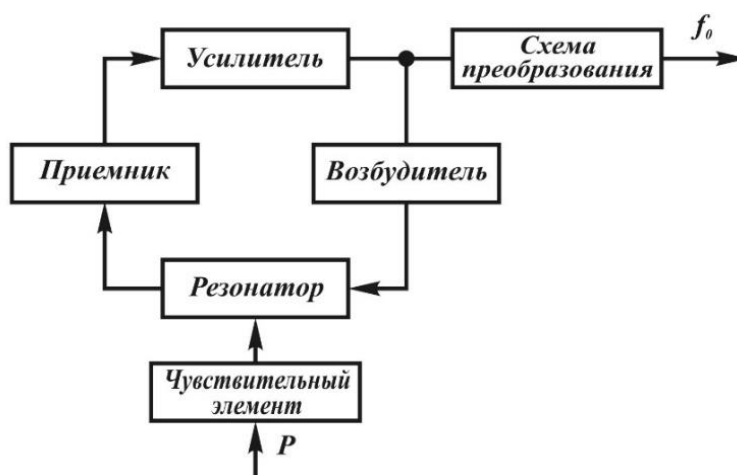 Усилитель
Схема
преобразования
f₀
Приемник
Возбудитель
Резонатор
Чувствительный
элемент
P